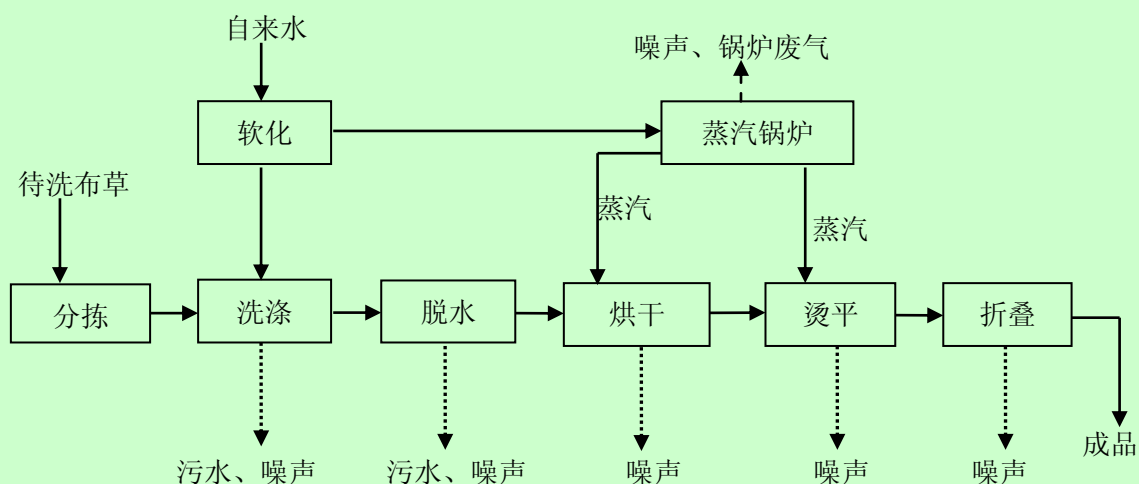 自来水
噪声、锅炉废气
软化
蒸汽锅炉
待洗布草
蒸汽
蒸汽
分拣
洗涤
脱水
烘干
烫平
折叠
成品
污水、噪声
污水、噪声
噪声
噪声
噪声